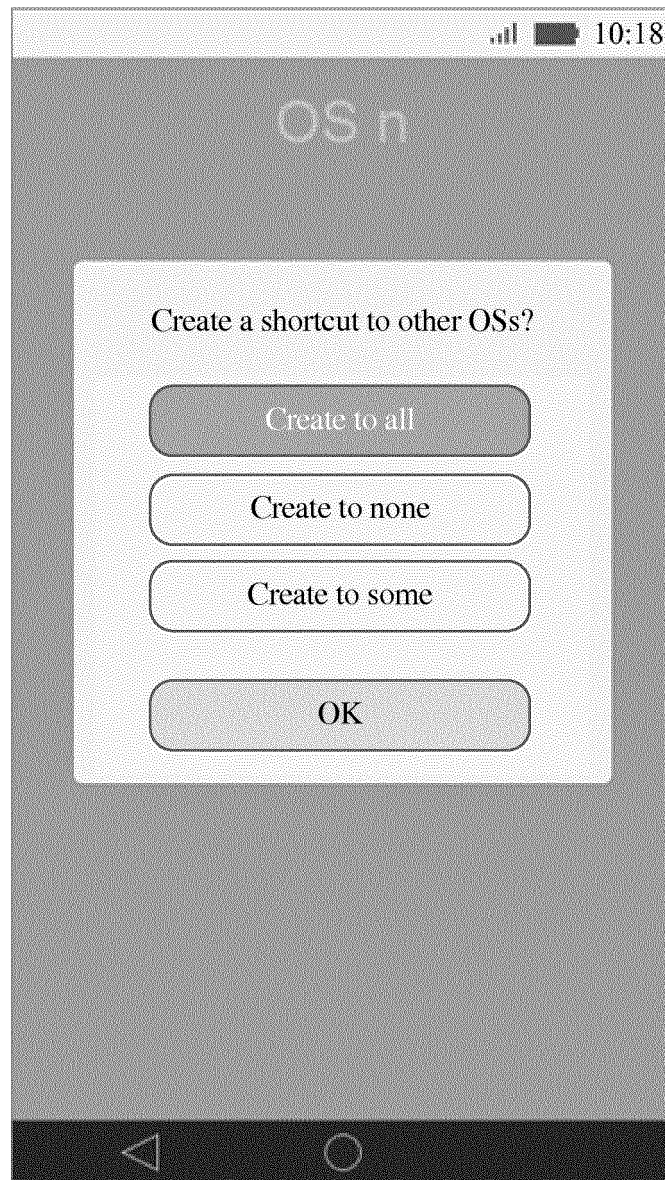 10:18
OS n
Create a shortcut to other OSs?
Create to all
Create to none
Create to some
OK